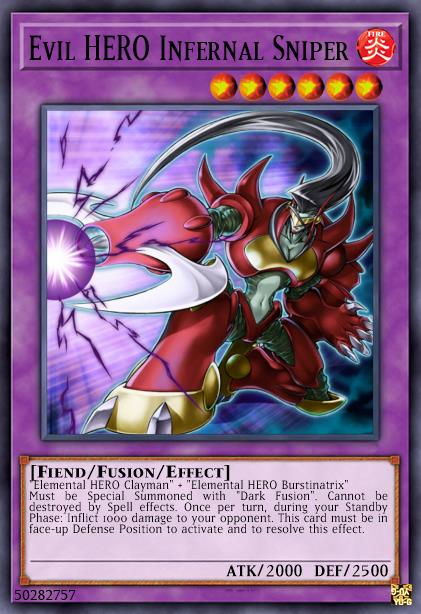 Evil HERO Infernal Sniper
FIRE
炎
[Fiend/Fusion/Effect]
"Elemental HERO Clayman" + "Elemental HERO Burstinatrix"
Must be Special Summoned with "Dark Fusion". Cannot be
destroyed by Spell effects. Once per turn, during your Standby
Phase: Inflict 1000 damage to your opponent. This card must be in
face-up Defense Position to activate and to resolve this effect.
ATK/2000 DEF/2500
50282757